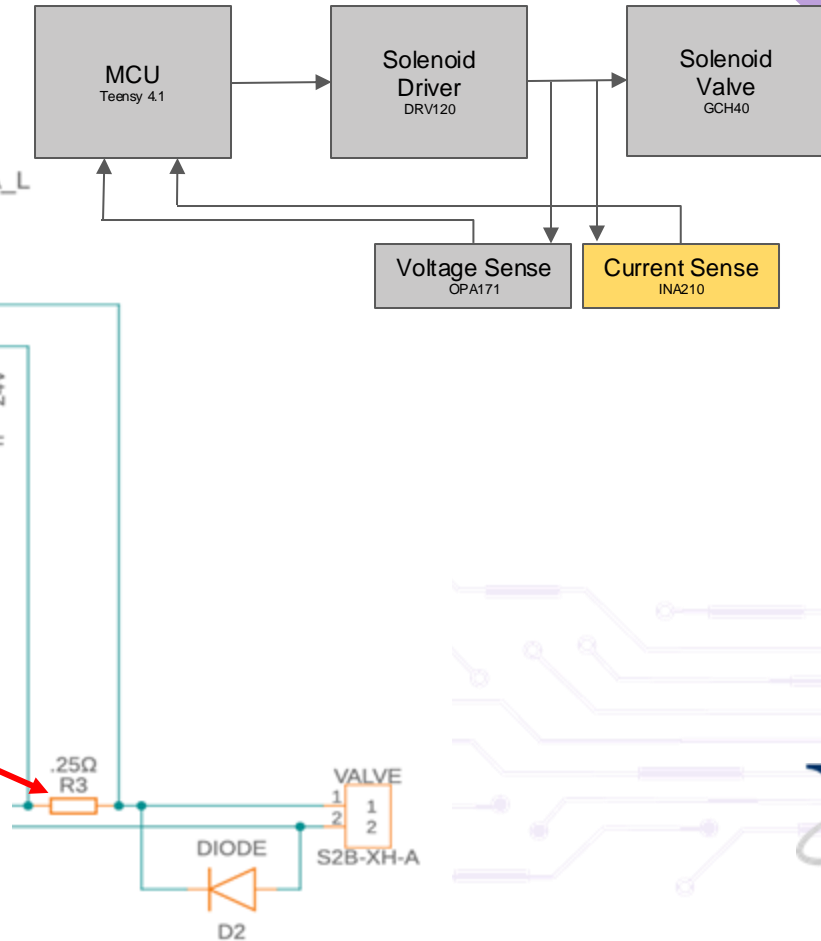 MCU
Teensy 4.1
Solenoid
Driver
DRV120
Solenoid
Valve
GCH40
Voltage Sense
OPA171
Current Sense
INA210
.25Ω
R3
VALVE
1
2
1
2
S2B-XH-A
DIODE
D2